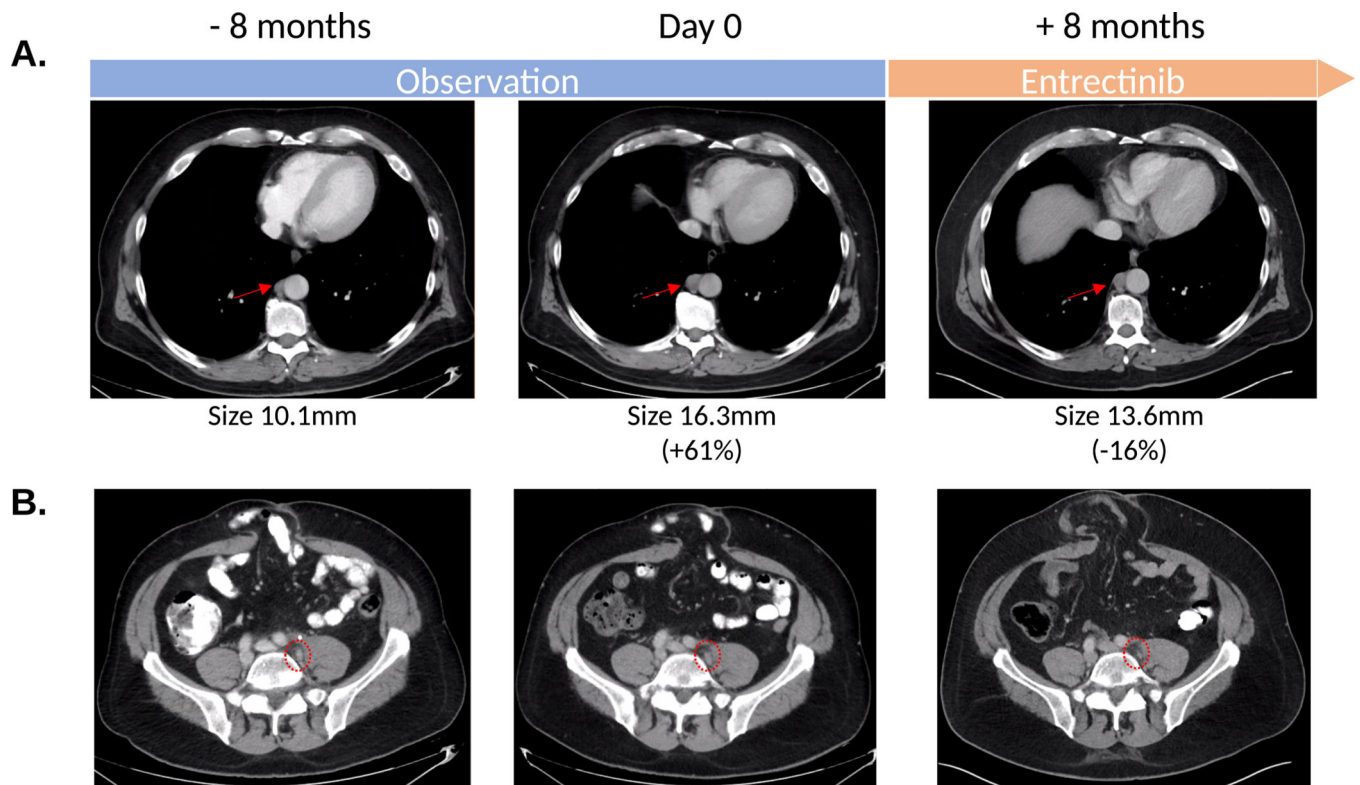 - 8 months
Day 0
+ 8 months
A.
Observation
Entrectinib
Size 10.1mm
Size 16.3mm
(+61%)
Size 13.6mm
(-16%)
B.